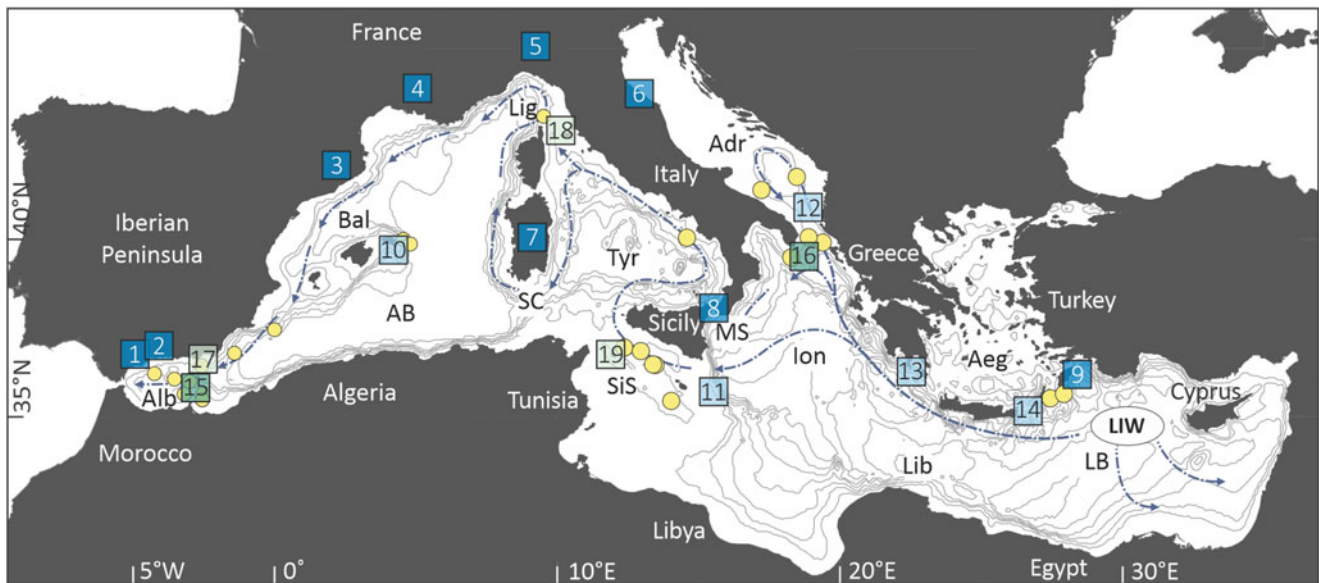 France
5
4
6
Lig
18
Adr
3
Italy
Iberian
Peninsula
40°N
Bal
10
7
Tyr
12
16
Greece
Turkey
AB
SC
8
Sicily
MS
1
2
17
15
Alb
Algeria
19
SiS
Tunisia
Ion
11
13
Aeg
9
14
Cyprus
35°N
Morocco
LIW
Lib
LB
Libya
5°W
0°
10°E
20°E
Egypt
30°E